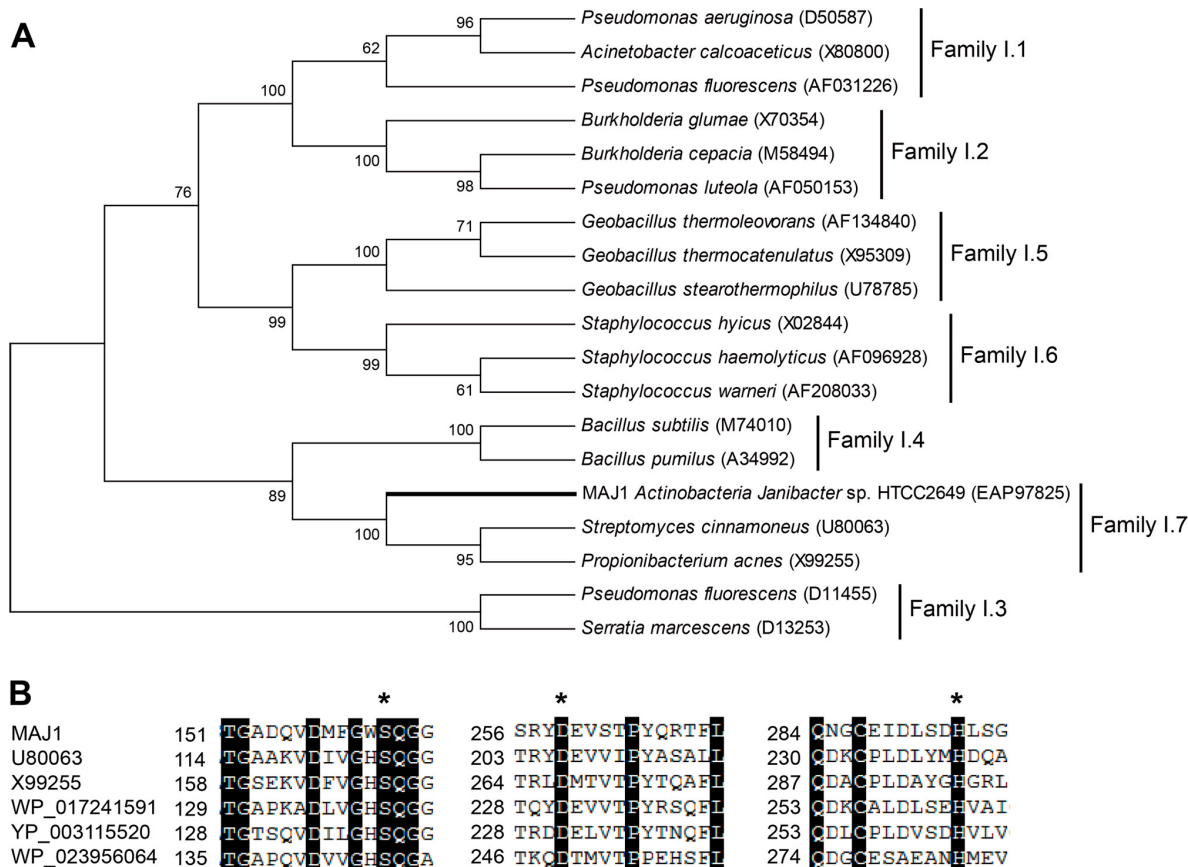 A
Pseudomonas aeruginosa (D50587)
Acinetobacter calcoaceticus (X80800)
Pseudomonas fluorescens (AF031226)
Family I.1
Burkholderia glumae (X70354)
Burkholderia cepacia (M58494)
Pseudomonas luteola (AF050153)
Family I.2
Geobacillus thermoleovorans (AF134840)
Geobacillus thermocatenulatus (X95309)
Geobacillus stearothermophilus (U78785)
Family I.5
Staphylococcus hyicus (X02844)
Staphylococcus haemolyticus (AF096928)
Staphylococcus warneri (AF208033)
Family I.6
Bacillus subtilis (M74010)
Bacillus pumilus (A34992)
Family I.4
MAJ1 Actinobacteria Janibacter sp. HTCC2649 (EAP97825)
Streptomyces cinnamoneus (U80063)
Propionibacterium acnes (X99255)
Family I.7
Pseudomonas fluorescens (D11455)
Serratia marcescens (D13253)
Family I.3
96
62
100
100
98
76
71
100
99
99
61
100
89
100
95
100
B
* * *
MAJ1 151 TGADQVDMFGWSQGG 256 SRYDEVSTPYQRTFL 284 QNGCEIDLSDHLSG
U80063 114 TGAAKVDIVGHSQGG 203 TRYDEVVTPYASALL 230 QDKCPLDLYMHDQA
X99255 158 TGSEKVDFVGHSQGG 264 TRLDMTVTPYTQAFL 287 QDACPLDAYGHGRL
WP_017241591 129 TGAPKADLVGHSQGG 228 TQYDEVVTPYRSQFL 253 QDKCALDLSEHVAI
YP_003115520 128 TGTSQVDILGHSQGG 228 TRDDELVTPYTNQFL 253 QDLCPLDVSDHVLV
WP_023956064 135 TGAPQVDVVGHSQGA 246 TKQDTMVTPPEHSFL 274 QDGCESAEANHMEV